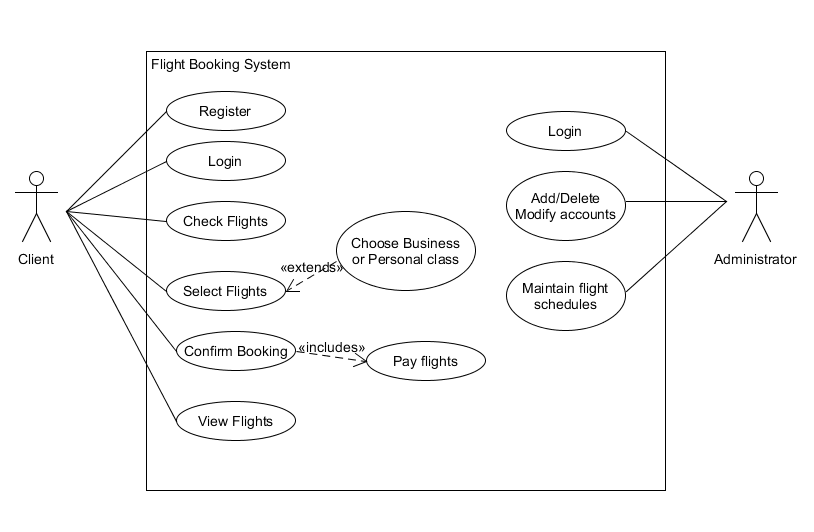 Flight Booking System
Register
Login
Check Flights
Select Flights
Confirm Booking
View Flights
«extends»
Choose Business
or Personal class
«includes»
Pay flights
Login
Add/Delete
Modify accounts
Maintain flight
schedules
Client
Administrator